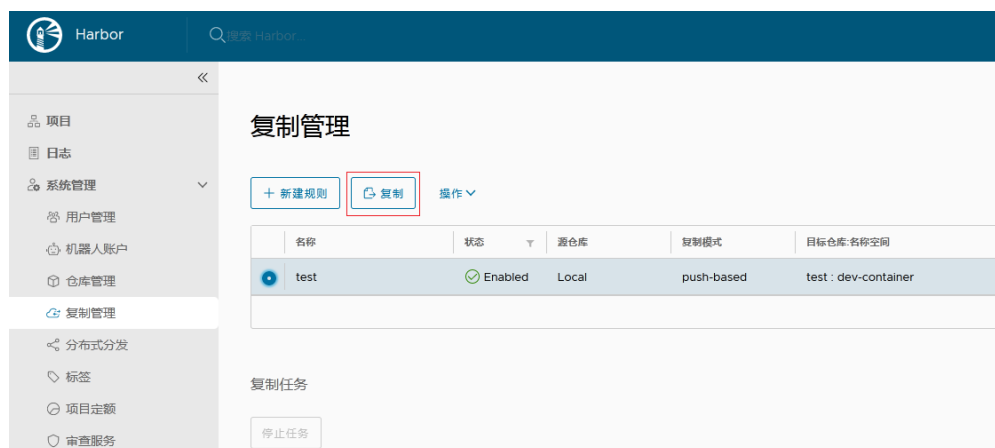 Harbor
搜索 Harbor...
«
项目
日志
系统管理
用户管理
机器人账户
仓库管理
复制管理
分布式分发
标签
项目定额
审查服务
复制管理
+ 新建规则 复制 操作
名称 状态 源仓库 复制模式 目标仓库:名称空间
test Enabled Local push-based test : dev-container
复制任务
停止任务